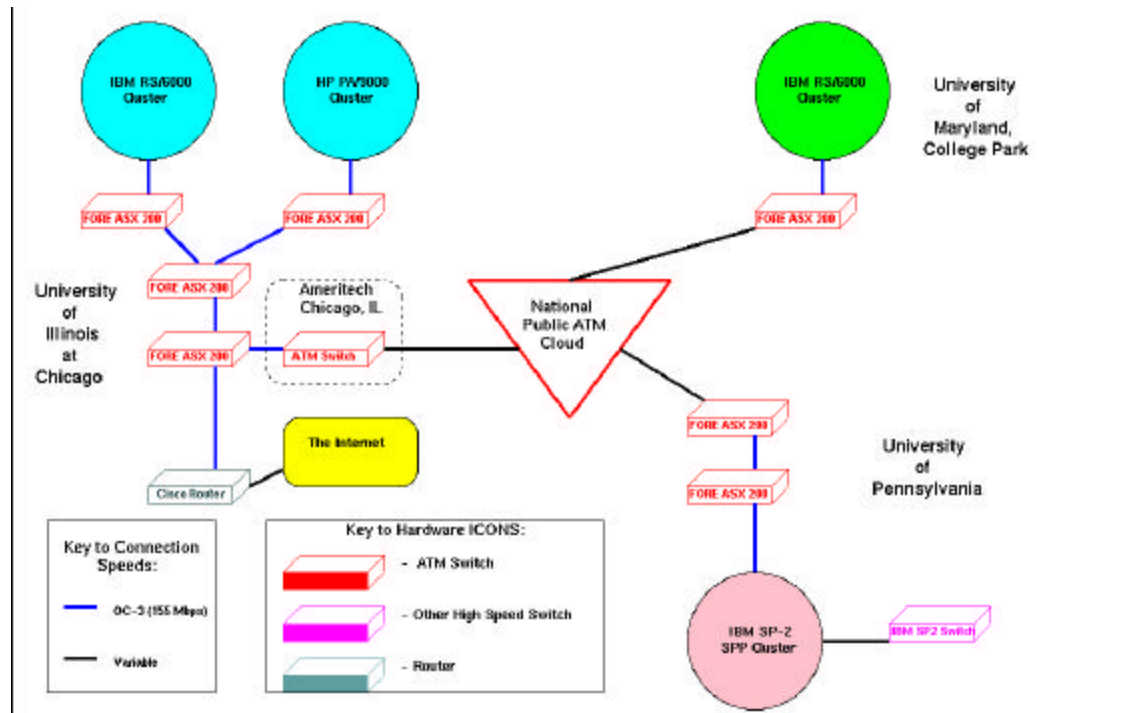 IBM RS/6000
Cluster
HP PA/9000
Cluster
IBM RS/6000
Cluster
University
of
Maryland,
College Park
FORE ASX 200
FORE ASX 200
FORE ASX 200
FORE ASX 200
University
of
Illinois
at
Chicago
Ameritech
Chicago, IL
FORE ASX 200
ATM Switch
National
Public ATM
Cloud
FORE ASX 200
FORE ASX 200
University
of
Pennsylvania
The Internet
Cisco Router
Key to Connection
Speeds:
OC-3 (155 Mbps)
Variable
Key to Hardware ICONS:
- ATM Switch
- Other High Speed Switch
- Router
IBM SP-2
SPP Cluster
IBM SP2 Switch